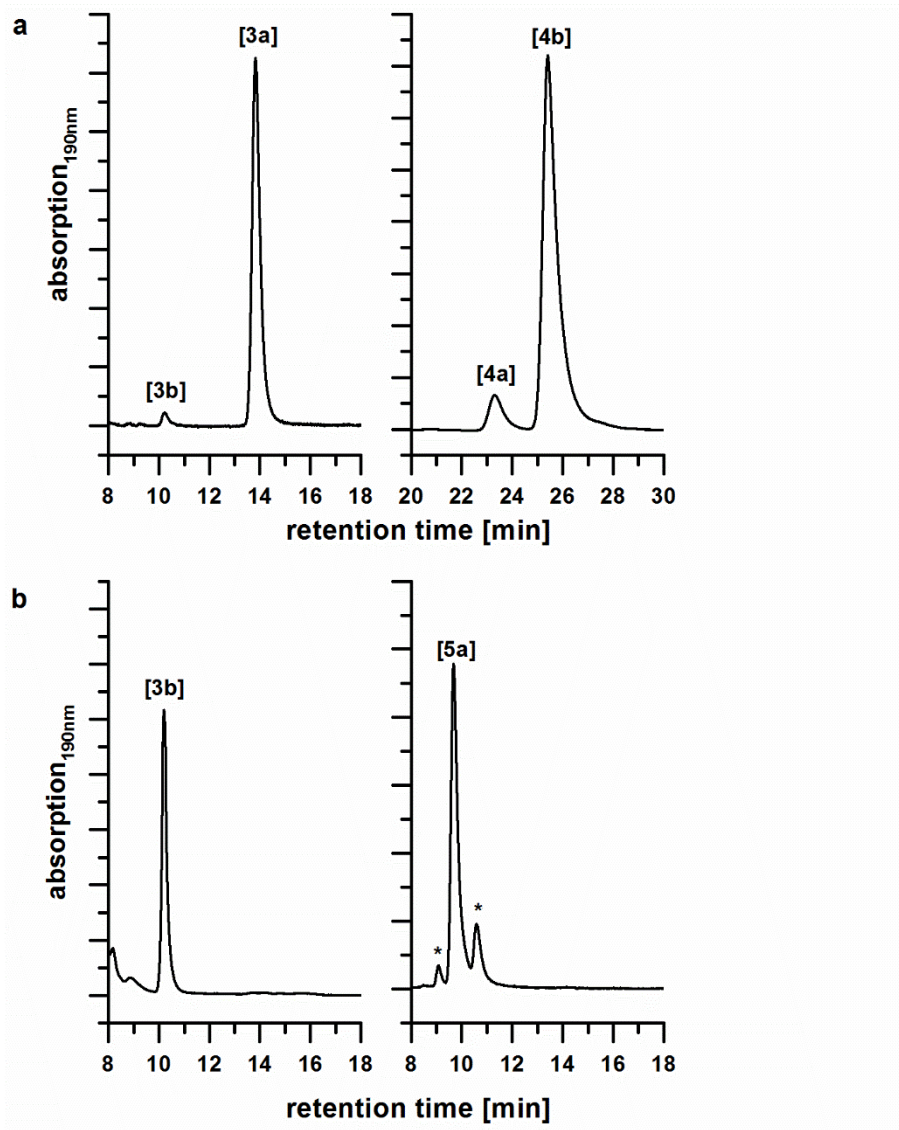 a
[3a]
[4b]
[3b]
[4a]
absorption190nm
8 10 12 14 16 18
20 22 24 26 28 30
retention time [min]
b
[3b]
[5a]
*
*
absorption190nm
8 10 12 14 16 18
8 10 12 14 16 18
retention time [min]